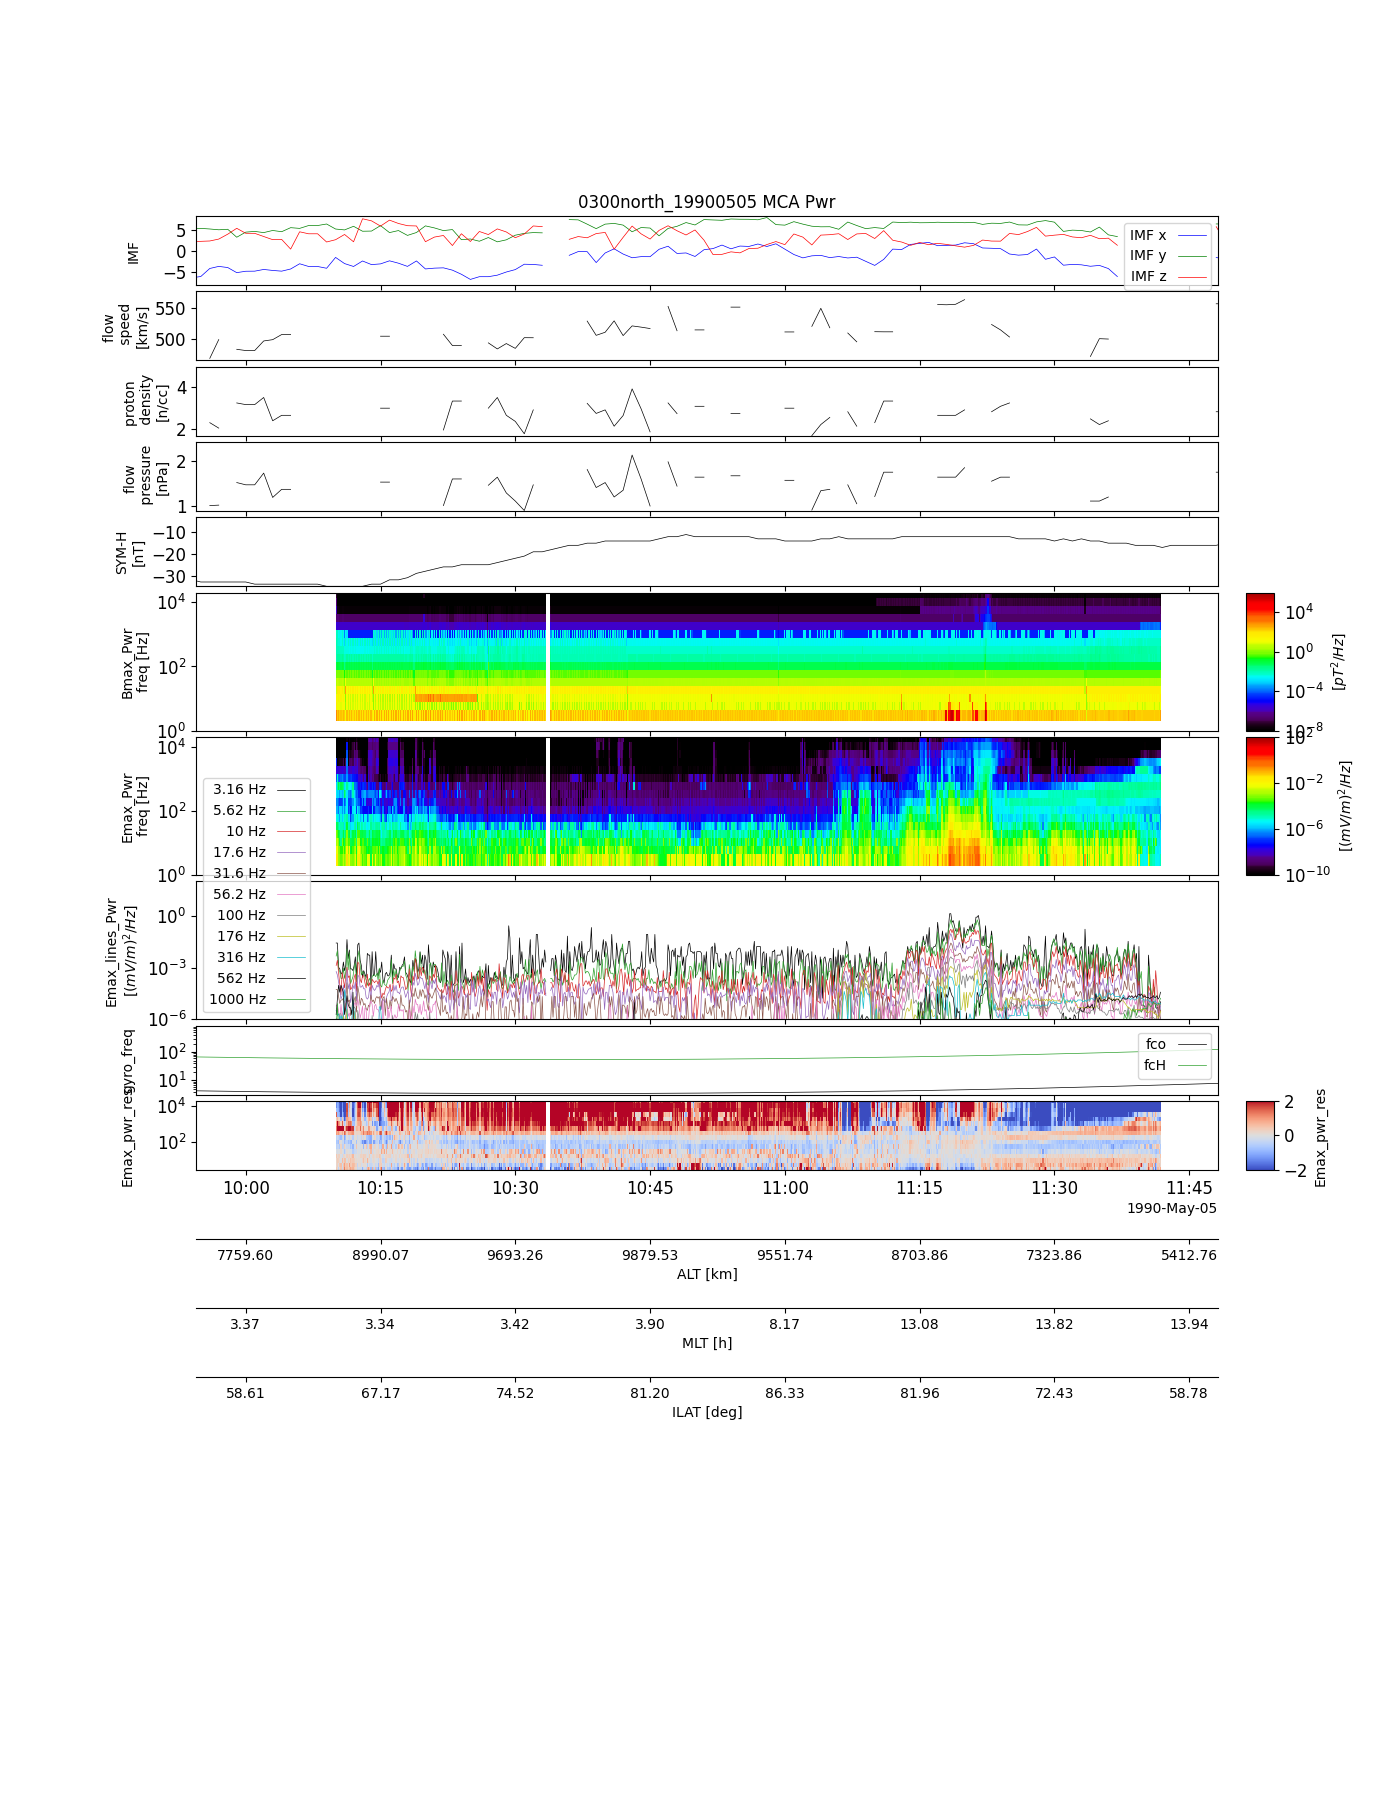 0300north_19900505 MCA Pwr
IMF
5
0
−5
IMF x
IMF y
IMF z
flow
speed
[km/s]
550
500
proton
density
[n/cc]
4
2
flow
pressure
[nPa]
2
1
SYM-H
[nT]
−10
−20
−30
Bmax_Pwr
freq [Hz]
10^4
10^2
10^0
10^4
10^0
10^−4
10^−8
[pT^2/Hz]
Emax_Pwr
freq [Hz]
10^4
10^2
10^0
10^2
10^−2
10^−6
10^−10
[(mV/m)^2/Hz]
3.16 Hz
5.62 Hz
10 Hz
17.6 Hz
31.6 Hz
56.2 Hz
100 Hz
176 Hz
316 Hz
562 Hz
1000 Hz
Emax_lines_Pwr
[(mV/m)^2/Hz]
10^0
10^−3
10^−6
gyro_freq
10^2
10^1
fco
fcH
Emax_pwr_res
10^4
10^2
2
0
−2
Emax_pwr_res
10:00 10:15 10:30 10:45 11:00 11:15 11:30 11:45
1990-May-05
7759.60 8990.07 9693.26 9879.53 9551.74 8703.86 7323.86 5412.76
ALT [km]
3.37 3.34 3.42 3.90 8.17 13.08 13.82 13.94
MLT [h]
58.61 67.17 74.52 81.20 86.33 81.96 72.43 58.78
ILAT [deg]